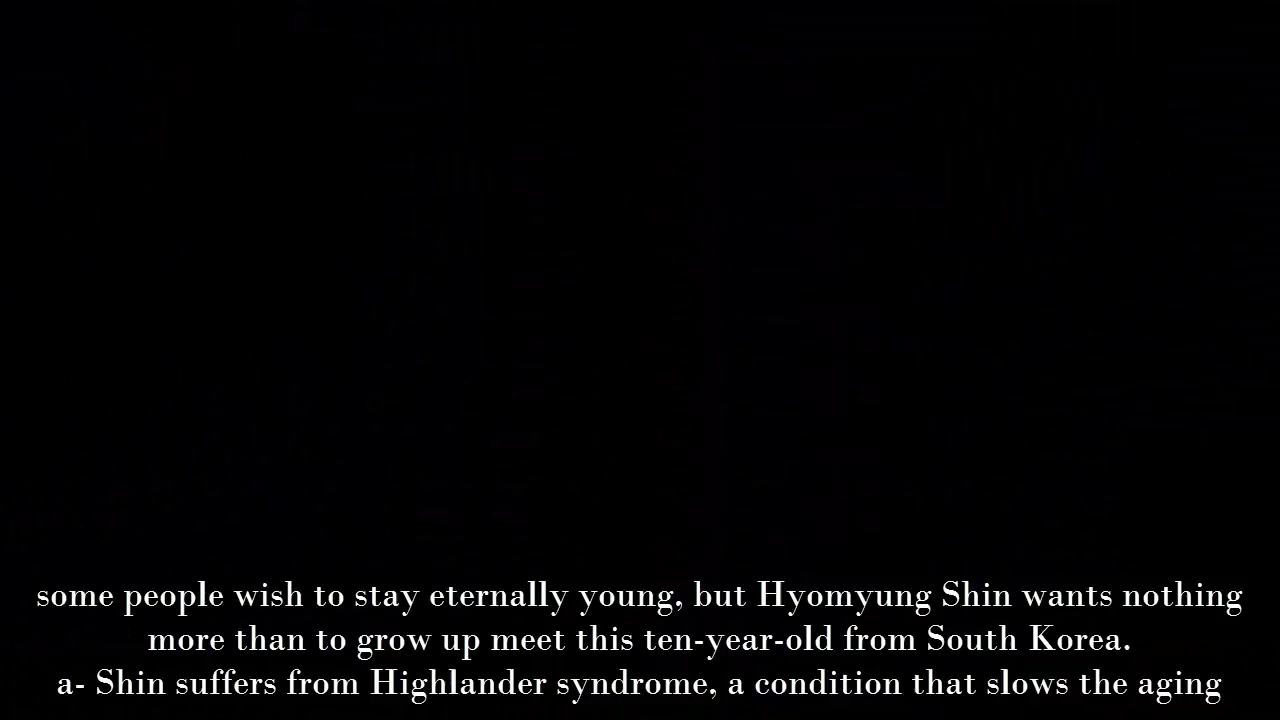 some people wish to stay eternally young, but Hyomyung Shin wants nothing
more than to grow up meet this ten-year-old from South Korea.
a- Shin suffers from Highlander syndrome, a condition that slows the aging